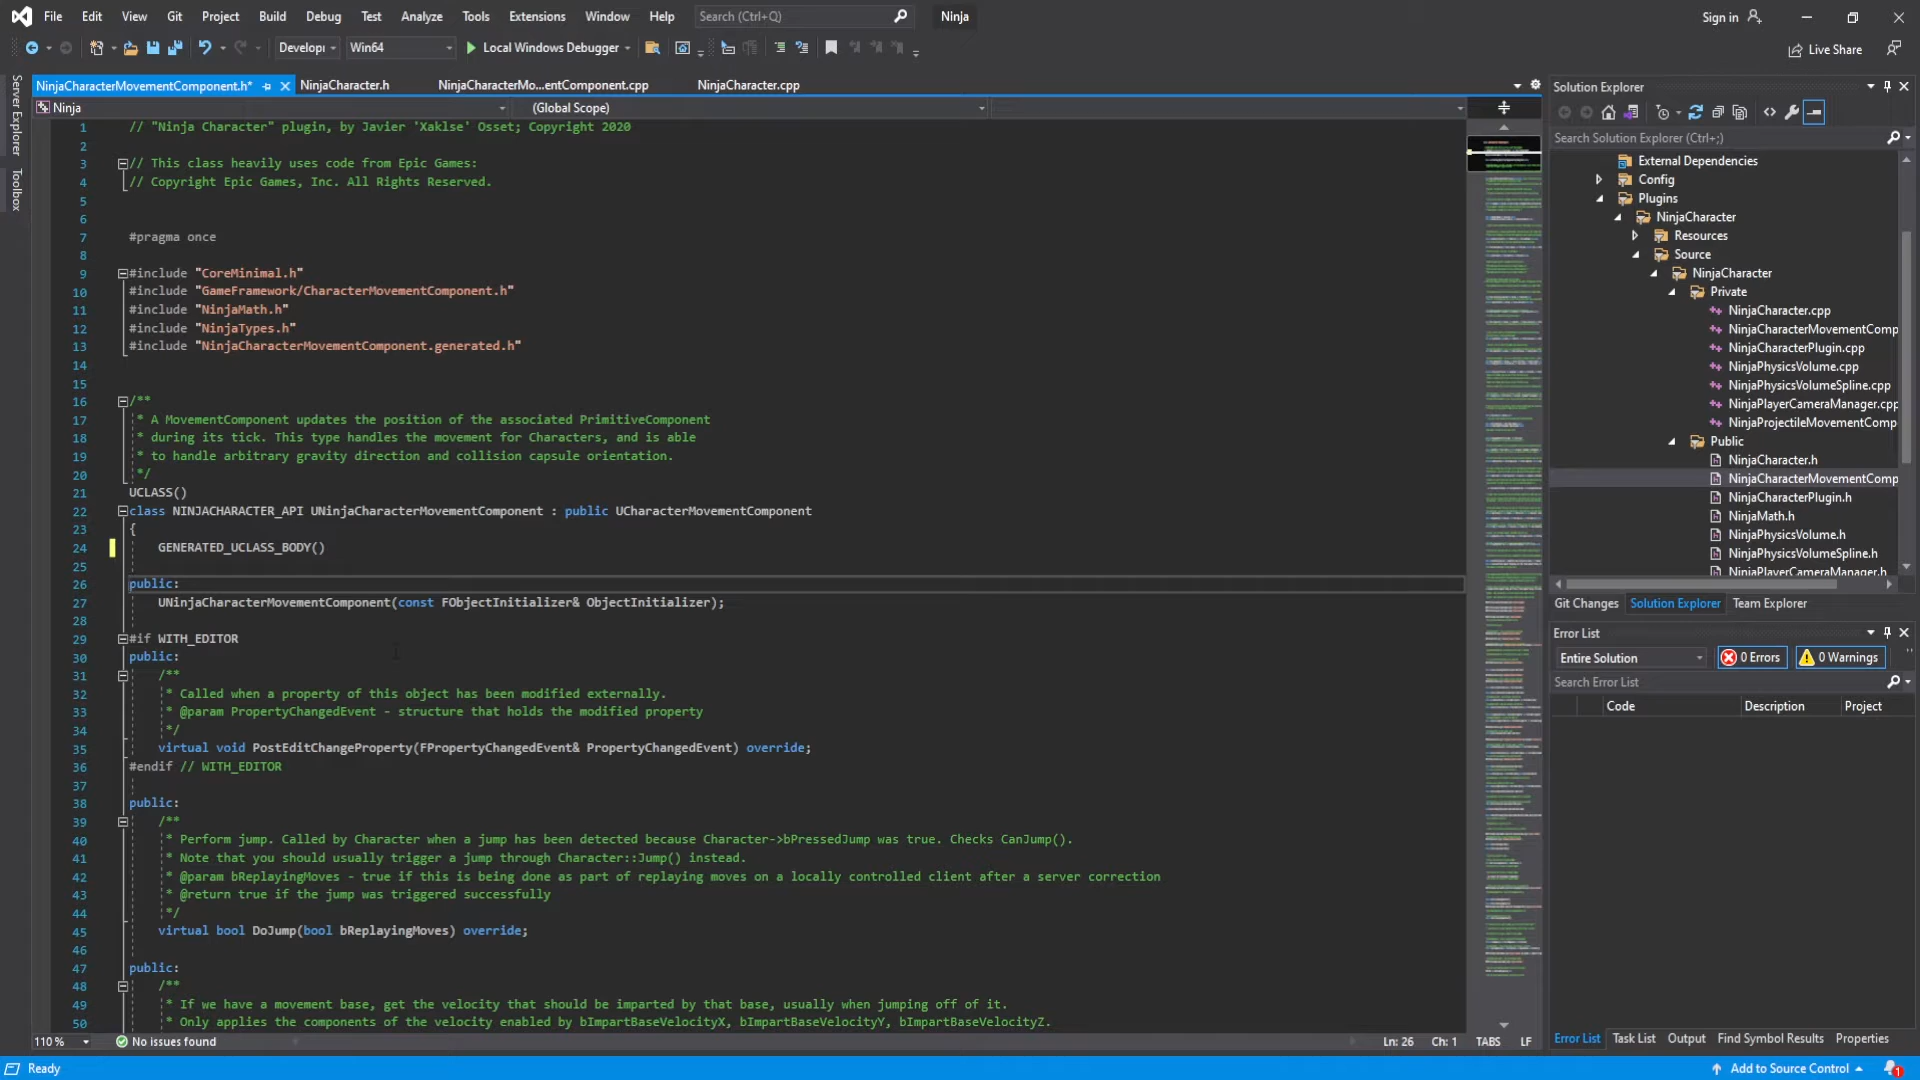 File Edit View Git Project Build Debug Test Analyze Tools Extensions Window Help Search (Ctrl+Q) Ninja Sign in
Developi Win64 Local Windows Debugger Live Share
Server Explorer
Toolbox
NinjaCharacterMovementComponent.h* NinjaCharacter.h NinjaCharacterMo...entComponent.cpp NinjaCharacter.cpp
Ninja (Global Scope)
1 // "Ninja Character" plugin, by Javier 'Xaklse' Osset; Copyright 2020
2
3 // This class heavily uses code from Epic Games:
4 // Copyright Epic Games, Inc. All Rights Reserved.
5
6
7 #pragma once
8
9 #include "CoreMinimal.h"
10 #include "GameFramework/CharacterMovementComponent.h"
11 #include "NinjaMath.h"
12 #include "NinjaTypes.h"
13 #include "NinjaCharacterMovementComponent.generated.h"
14
15
16 /**
17 * A MovementComponent updates the position of the associated PrimitiveComponent
18 * during its tick. This type handles the movement for Characters, and is able
19 * to handle arbitrary gravity direction and collision capsule orientation.
20 */
21 UCLASS()
22 class NINJACHARACTER_API UNinjaCharacterMovementComponent : public UCharacterMovementComponent
23 {
24 GENERATED_UCLASS_BODY()
25
26 public:
27 UNinjaCharacterMovementComponent(const FObjectInitializer& ObjectInitializer);
28
29 #if WITH_EDITOR
30 public:
31 /**
32 * Called when a property of this object has been modified externally.
33 * @param PropertyChangedEvent - structure that holds the modified property
34 */
35 virtual void PostEditChangeProperty(FPropertyChangedEvent& PropertyChangedEvent) override;
36 #endif // WITH_EDITOR
37
38 public:
39 /**
40 * Perform jump. Called by Character when a jump has been detected because Character->bPressedJump was true. Checks CanJump().
41 * Note that you should usually trigger a jump through Character::Jump() instead.
42 * @param bReplayingMoves - true if this is being done as part of replaying moves on a locally controlled client after a server correction
43 * @return true if the jump was triggered successfully
44 */
45 virtual bool DoJump(bool bReplayingMoves) override;
46
47 public:
48 /**
49 * If we have a movement base, get the velocity that should be imparted by that base, usually when jumping off of it.
50 * Only applies the components of the velocity enabled by bImpartBaseVelocityX, bImpartBaseVelocityY, bImpartBaseVelocityZ.
110 % No issues found Ln: 26 Ch: 1 TABS LF
Solution Explorer
Search Solution Explorer (Ctrl+;)
External Dependencies
Config
Plugins
NinjaCharacter
Resources
Source
NinjaCharacter
Private
NinjaCharacter.cpp
NinjaCharacterMovementComp
NinjaCharacterPlugin.cpp
NinjaPhysicsVolume.cpp
NinjaPhysicsVolumeSpline.cpp
NinjaPlayerCameraManager.cpp
NinjaProjectileMovementComp
Public
NinjaCharacter.h
NinjaCharacterMovementComp
NinjaCharacterPlugin.h
NinjaMath.h
NinjaPhysicsVolume.h
NinjaPhysicsVolumeSpline.h
NinjaPlayerCameraManager.h
Git Changes Solution Explorer Team Explorer
Error List
Entire Solution 0 Errors 0 Warnings
Search Error List
Code Description Project
Error List Task List Output Find Symbol Results Properties
Ready Add to Source Control 1